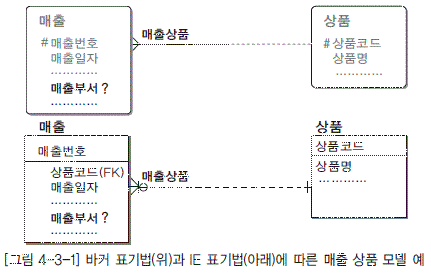 매출
# 매출번호
매출일자
............
매출부서 ?
............
매출상품
상품
# 상품코드
상품명
............
매출
매출번호
상품코드(FK)
매출일자
............
매출부서 ?
............
매출상품
상품
상품코드
상품명
............
[그림 4-3-1] 바커 표기법(위)과 IE 표기법(아래)에 따른 매출 상품 모델 예